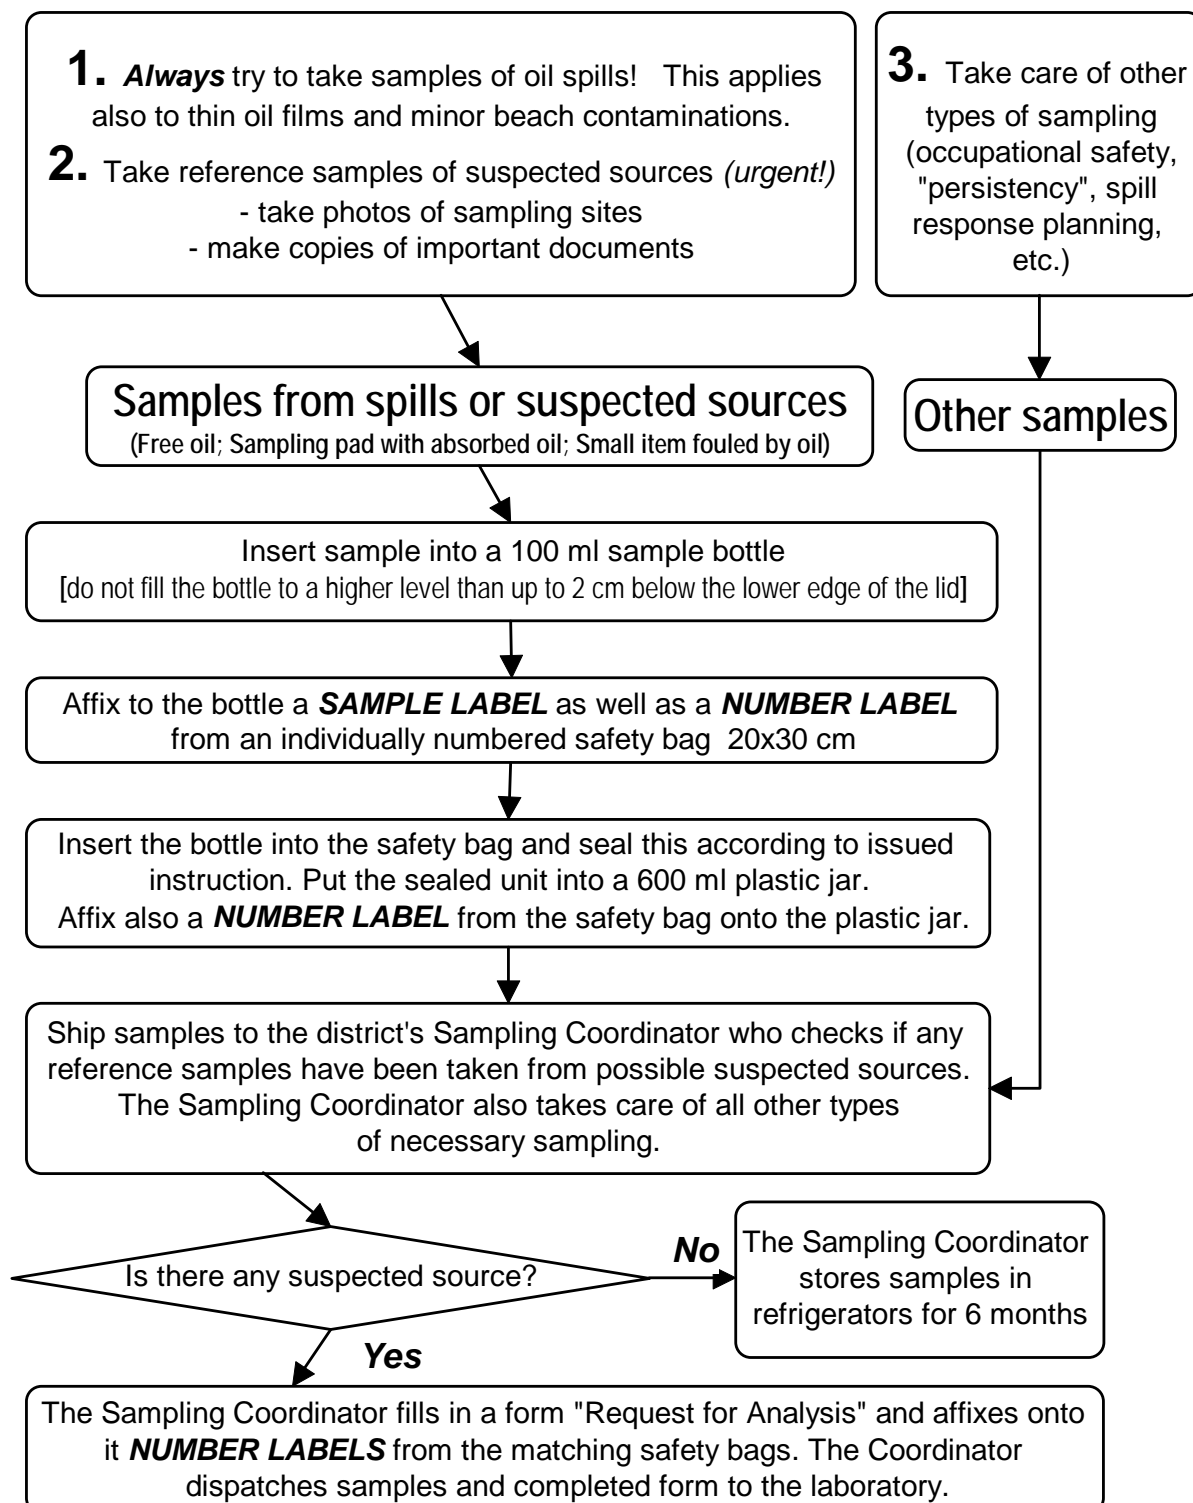 1. Always try to take samples of oil spills! This applies
also to thin oil films and minor beach contaminations.
2. Take reference samples of suspected sources (urgent!)
- take photos of sampling sites
- make copies of important documents
3. Take care of other
types of sampling
(occupational safety,
"persistency", spill
response planning,
etc.)
Samples from spills or suspected sources
(Free oil; Sampling pad with absorbed oil; Small item fouled by oil)
Other samples
Insert sample into a 100 ml sample bottle
[do not fill the bottle to a higher level than up to 2 cm below the lower edge of the lid]
Affix to the bottle a SAMPLE LABEL as well as a NUMBER LABEL
from an individually numbered safety bag 20x30 cm
Insert the bottle into the safety bag and seal this according to issued
instruction. Put the sealed unit into a 600 ml plastic jar.
Affix also a NUMBER LABEL from the safety bag onto the plastic jar.
Ship samples to the district's Sampling Coordinator who checks if any
reference samples have been taken from possible suspected sources.
The Sampling Coordinator also takes care of all other types
of necessary sampling.
Is there any suspected source?
No
The Sampling Coordinator
stores samples in
refrigerators for 6 months
Yes
The Sampling Coordinator fills in a form "Request for Analysis" and affixes onto
it NUMBER LABELS from the matching safety bags. The Coordinator
dispatches samples and completed form to the laboratory.